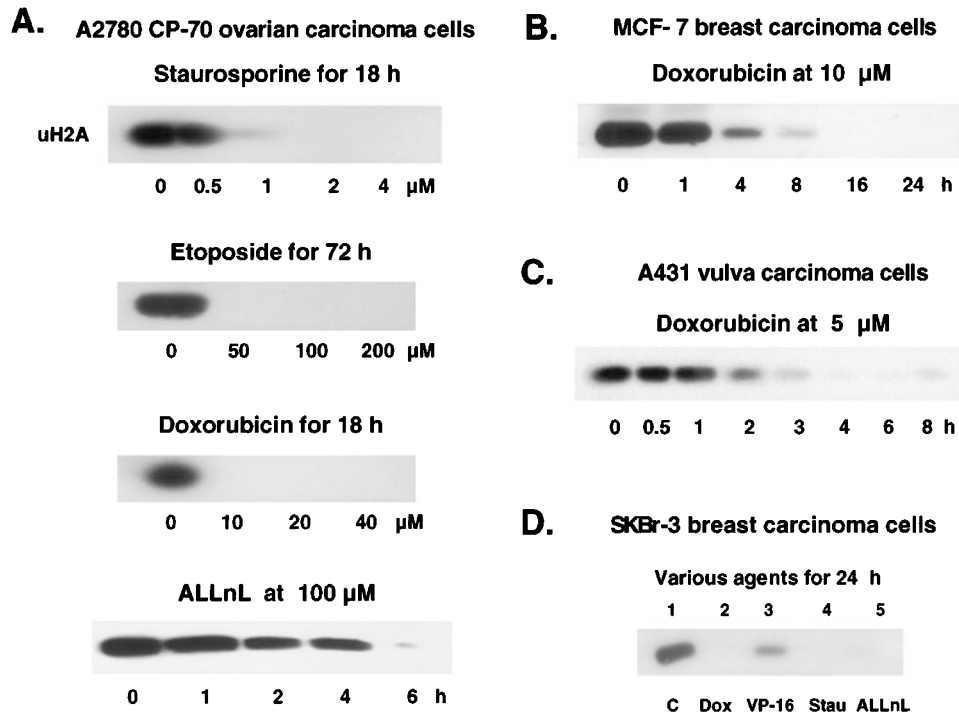 A. A2780 CP-70 ovarian carcinoma cells
Staurosporine for 18 h
uH2A
0 0.5 1 2 4 µM
Etoposide for 72 h
0 50 100 200 µM
Doxorubicin for 18 h
0 10 20 40 µM
ALLnL at 100 µM
0 1 2 4 6 h
B. MCF-7 breast carcinoma cells
Doxorubicin at 10 µM
0 1 4 8 16 24 h
C. A431 vulva carcinoma cells
Doxorubicin at 5 µM
0 0.5 1 2 3 4 6 8 h
D. SKBr-3 breast carcinoma cells
Various agents for 24 h
1 2 3 4 5
C Dox VP-16 Stau ALLnL